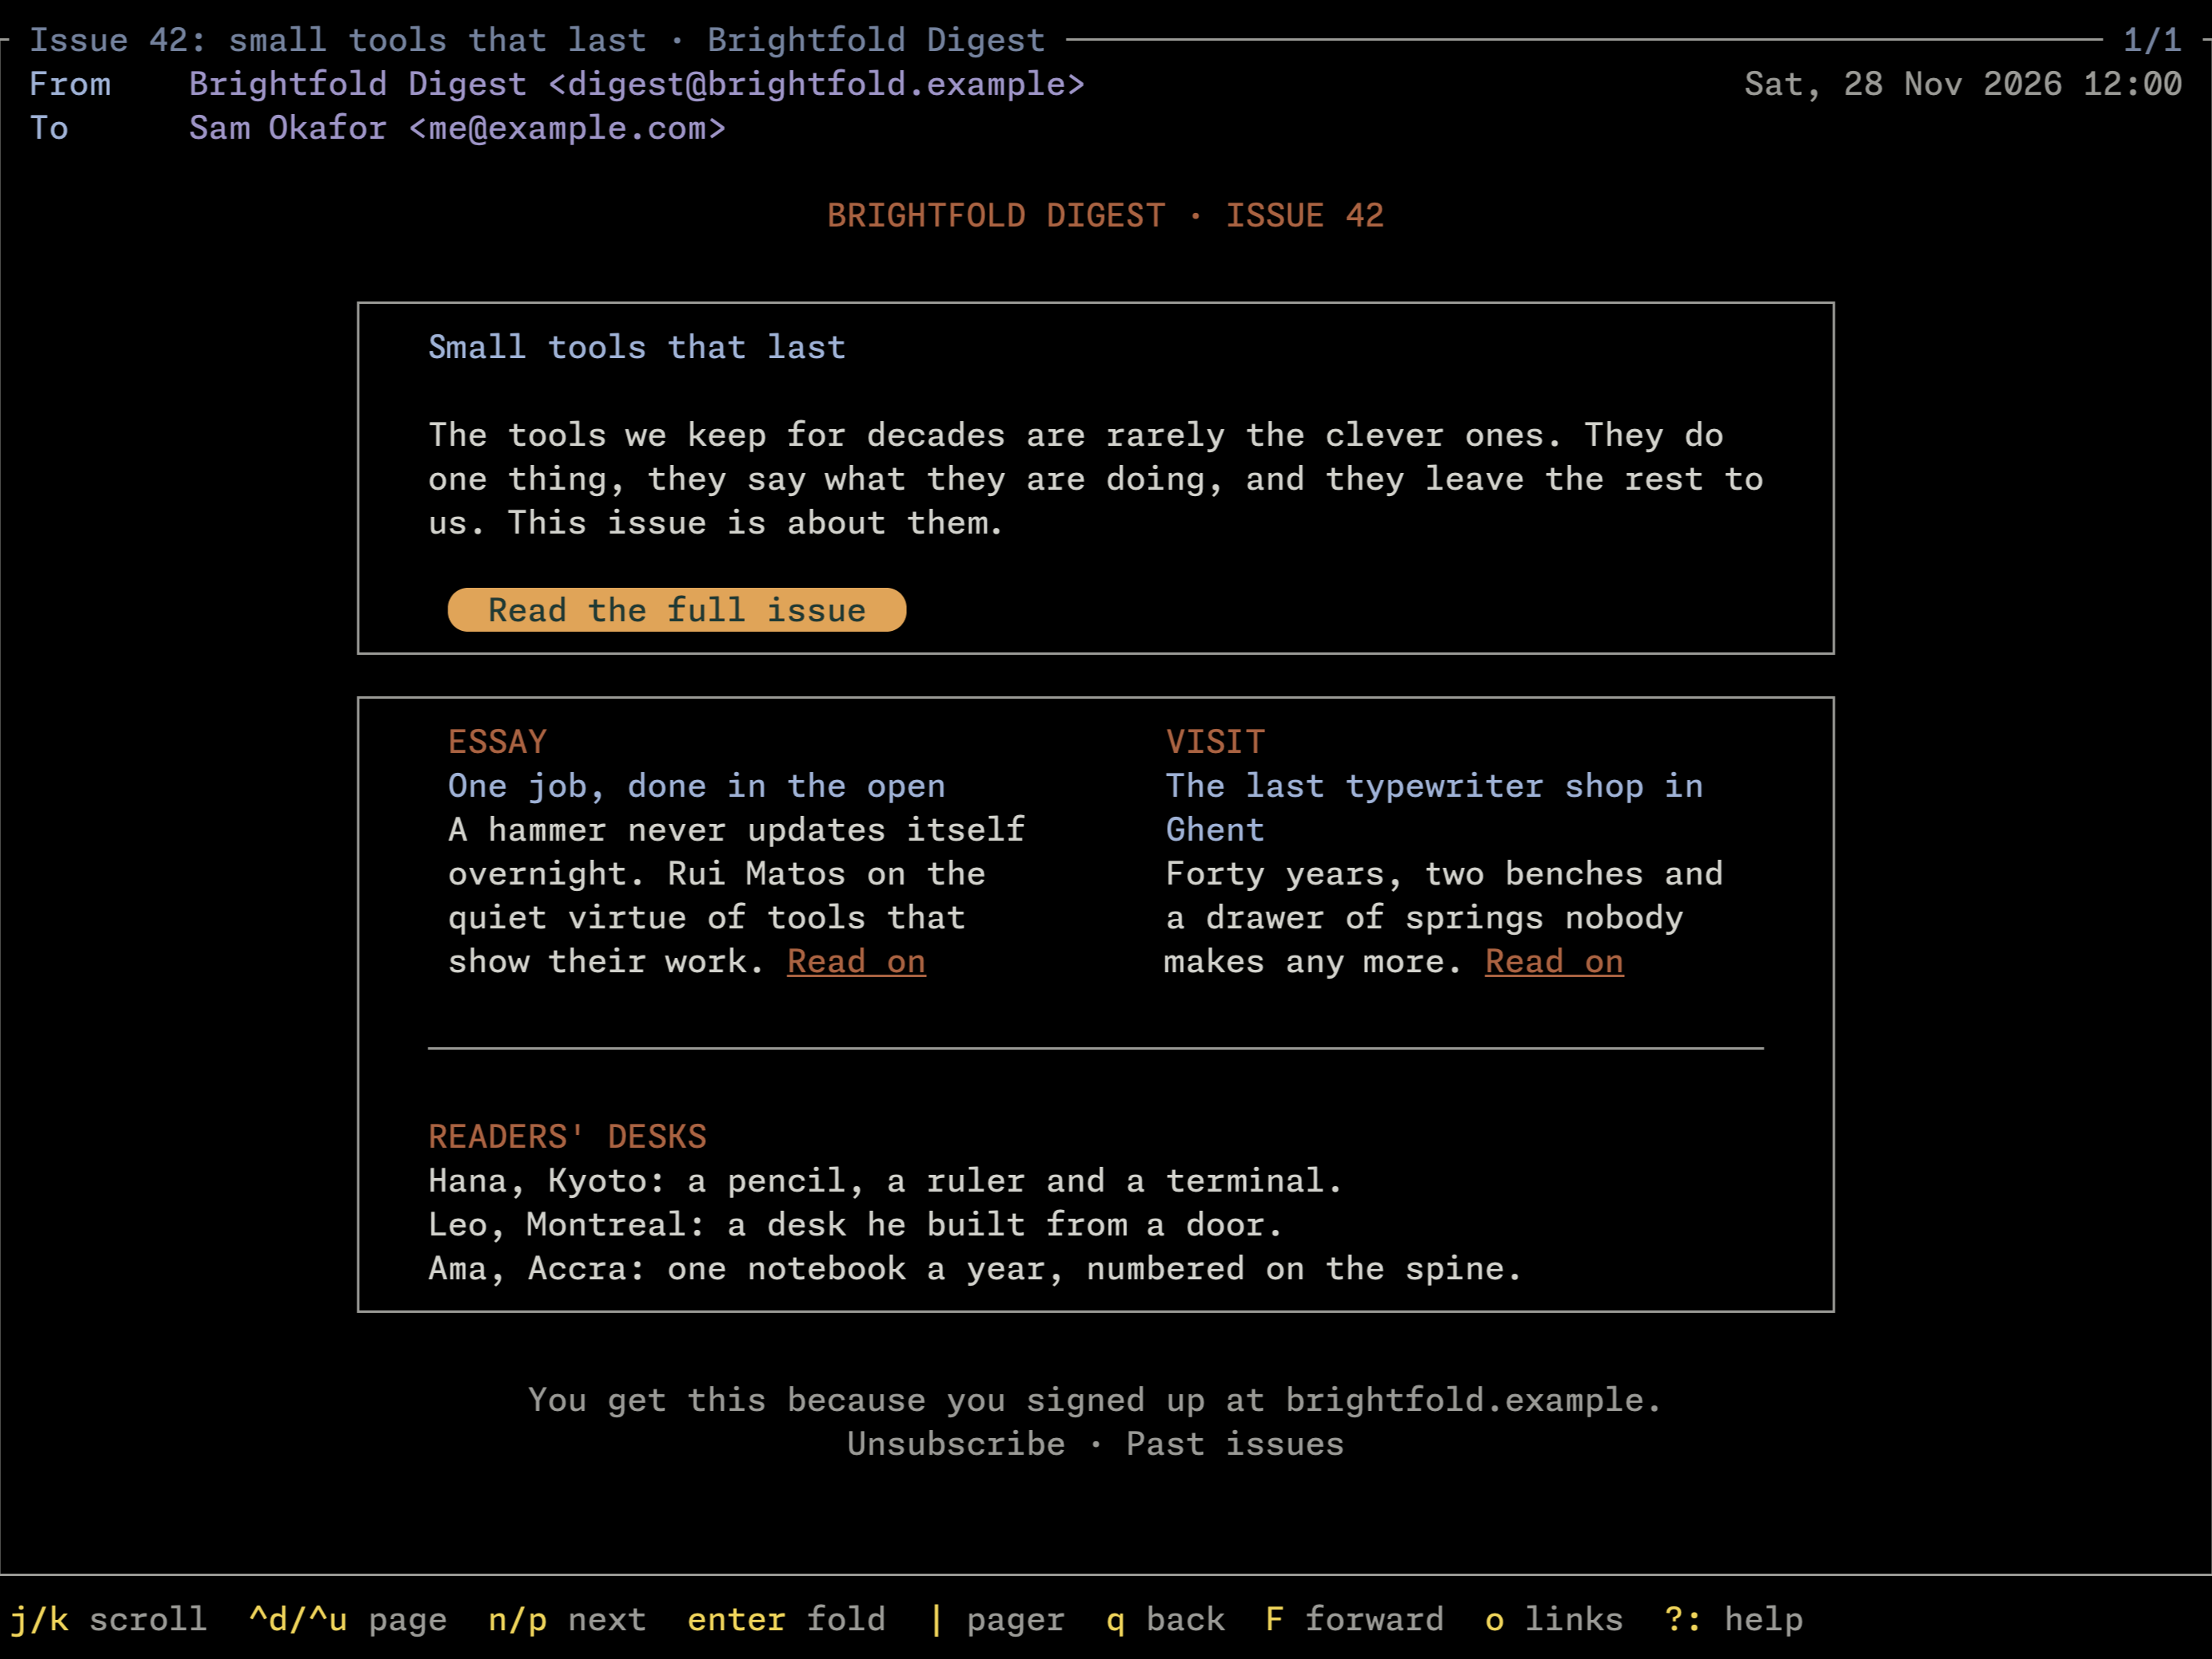 Issue 42: small tools that last · Brightfold Digest 1/1
From Brightfold Digest <digest@brightfold.example> Sat, 28 Nov 2026 12:00
To Sam Okafor <me@example.com>
BRIGHTFOLD DIGEST · ISSUE 42
Small tools that last
The tools we keep for decades are rarely the clever ones. They do
one thing, they say what they are doing, and they leave the rest to
us. This issue is about them.
Read the full issue
ESSAY
One job, done in the open
A hammer never updates itself
overnight. Rui Matos on the
quiet virtue of tools that
show their work. Read on
VISIT
The last typewriter shop in
Ghent
Forty years, two benches and
a drawer of springs nobody
makes any more. Read on
READERS' DESKS
Hana, Kyoto: a pencil, a ruler and a terminal.
Leo, Montreal: a desk he built from a door.
Ama, Accra: one notebook a year, numbered on the spine.
You get this because you signed up at brightfold.example.
Unsubscribe · Past issues
j/k scroll ^d/^u page n/p next enter fold | pager q back F forward o links ?: help